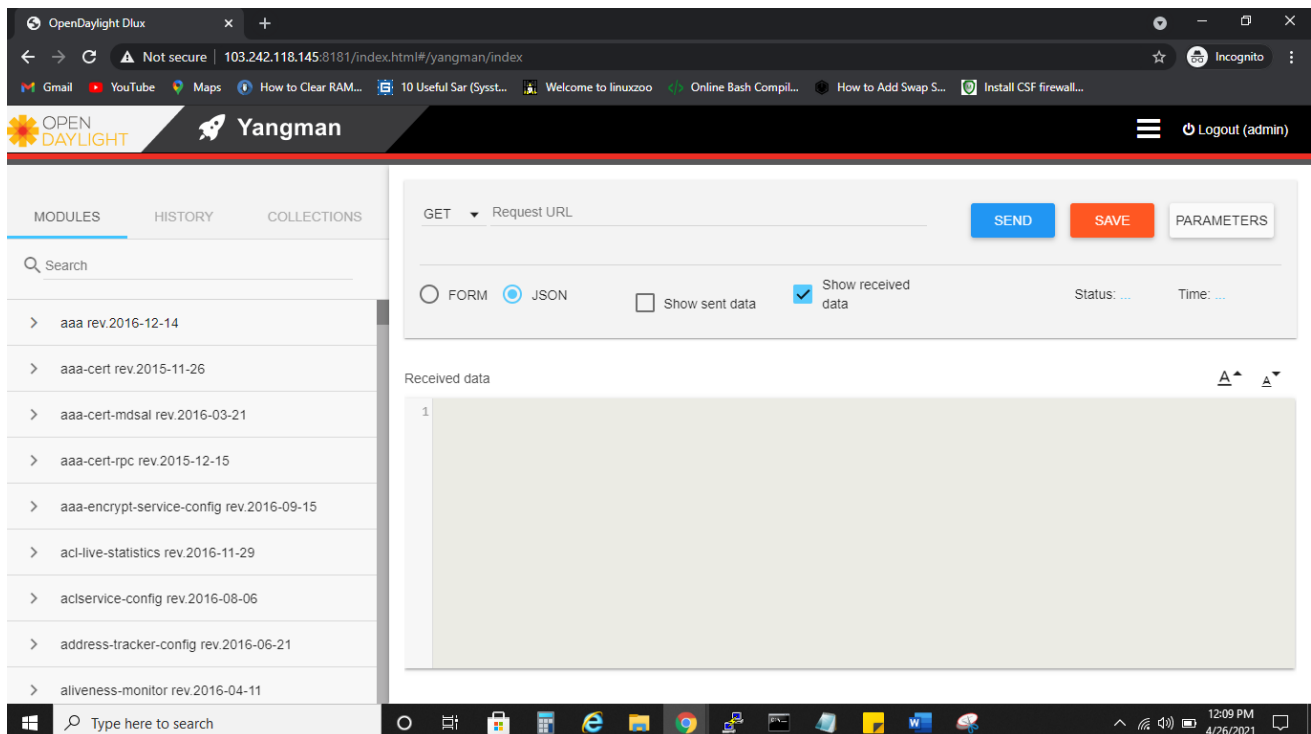 OpenDaylight Dlux
Not secure | 103.242.118.145:8181/index.html#/yangman/index
Incognito
Gmail YouTube Maps How to Clear RAM... 10 Useful Sar (Syst... Welcome to linuxzoo Online Bash Compil... How to Add Swap S... Install CSF firewall...
OPEN
DAYLIGHT
Yangman
Logout (admin)
MODULES HISTORY COLLECTIONS
Search
aaa rev.2016-12-14
aaa-cert rev.2015-11-26
aaa-cert-mdsal rev.2016-03-21
aaa-cert-rpc rev.2015-12-15
aaa-encrypt-service-config rev.2016-09-15
acl-live-statistics rev.2016-11-29
aclservice-config rev.2016-08-06
address-tracker-config rev.2016-06-21
aliveness-monitor rev.2016-04-11
GET Request URL
SEND SAVE PARAMETERS
FORM JSON Show sent data Show received
data
Status: ... Time: ...
Received data
A A
1
Type here to search
12:09 PM
4/26/2021